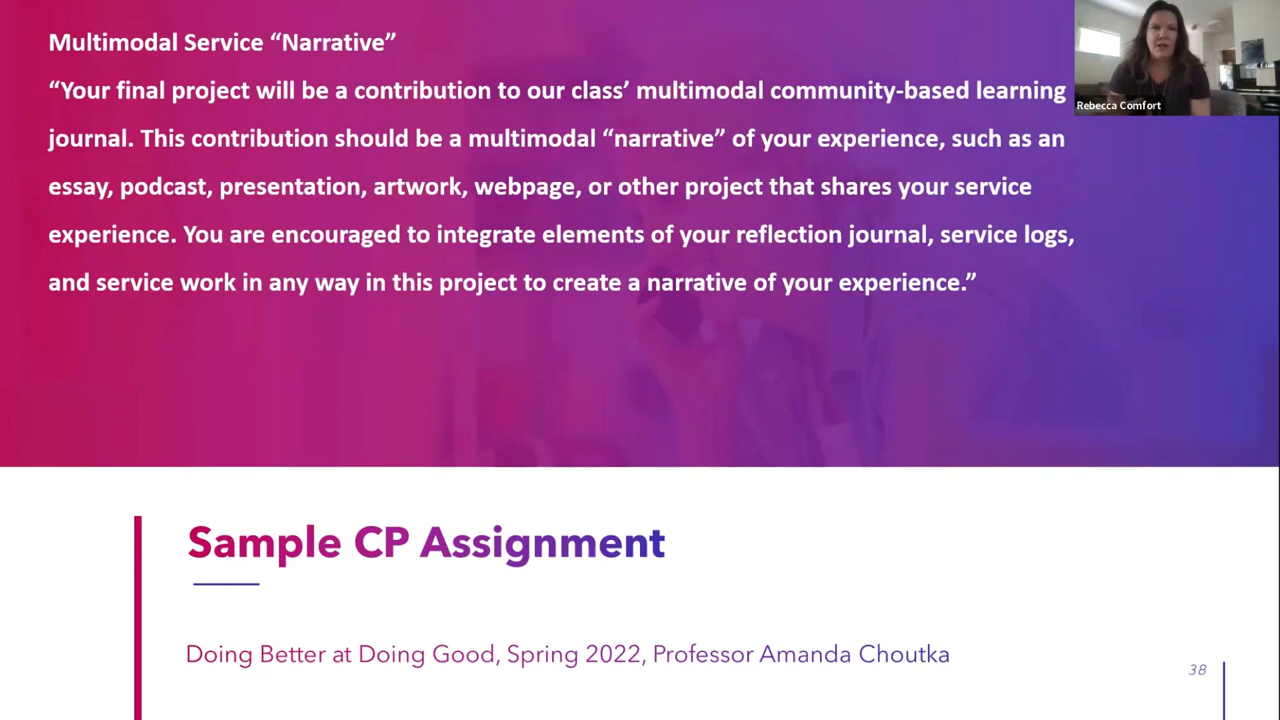 Multimodal Service “Narrative”
“Your final project will be a contribution to our class’ multimodal community-based learning
journal. This contribution should be a multimodal “narrative” of your experience, such as an
essay, podcast, presentation, artwork, webpage, or other project that shares your service
experience. You are encouraged to integrate elements of your reflection journal, service logs,
and service work in any way in this project to create a narrative of your experience.”
Rebecca Comfort
Sample CP Assignment
Doing Better at Doing Good, Spring 2022, Professor Amanda Choutka
38